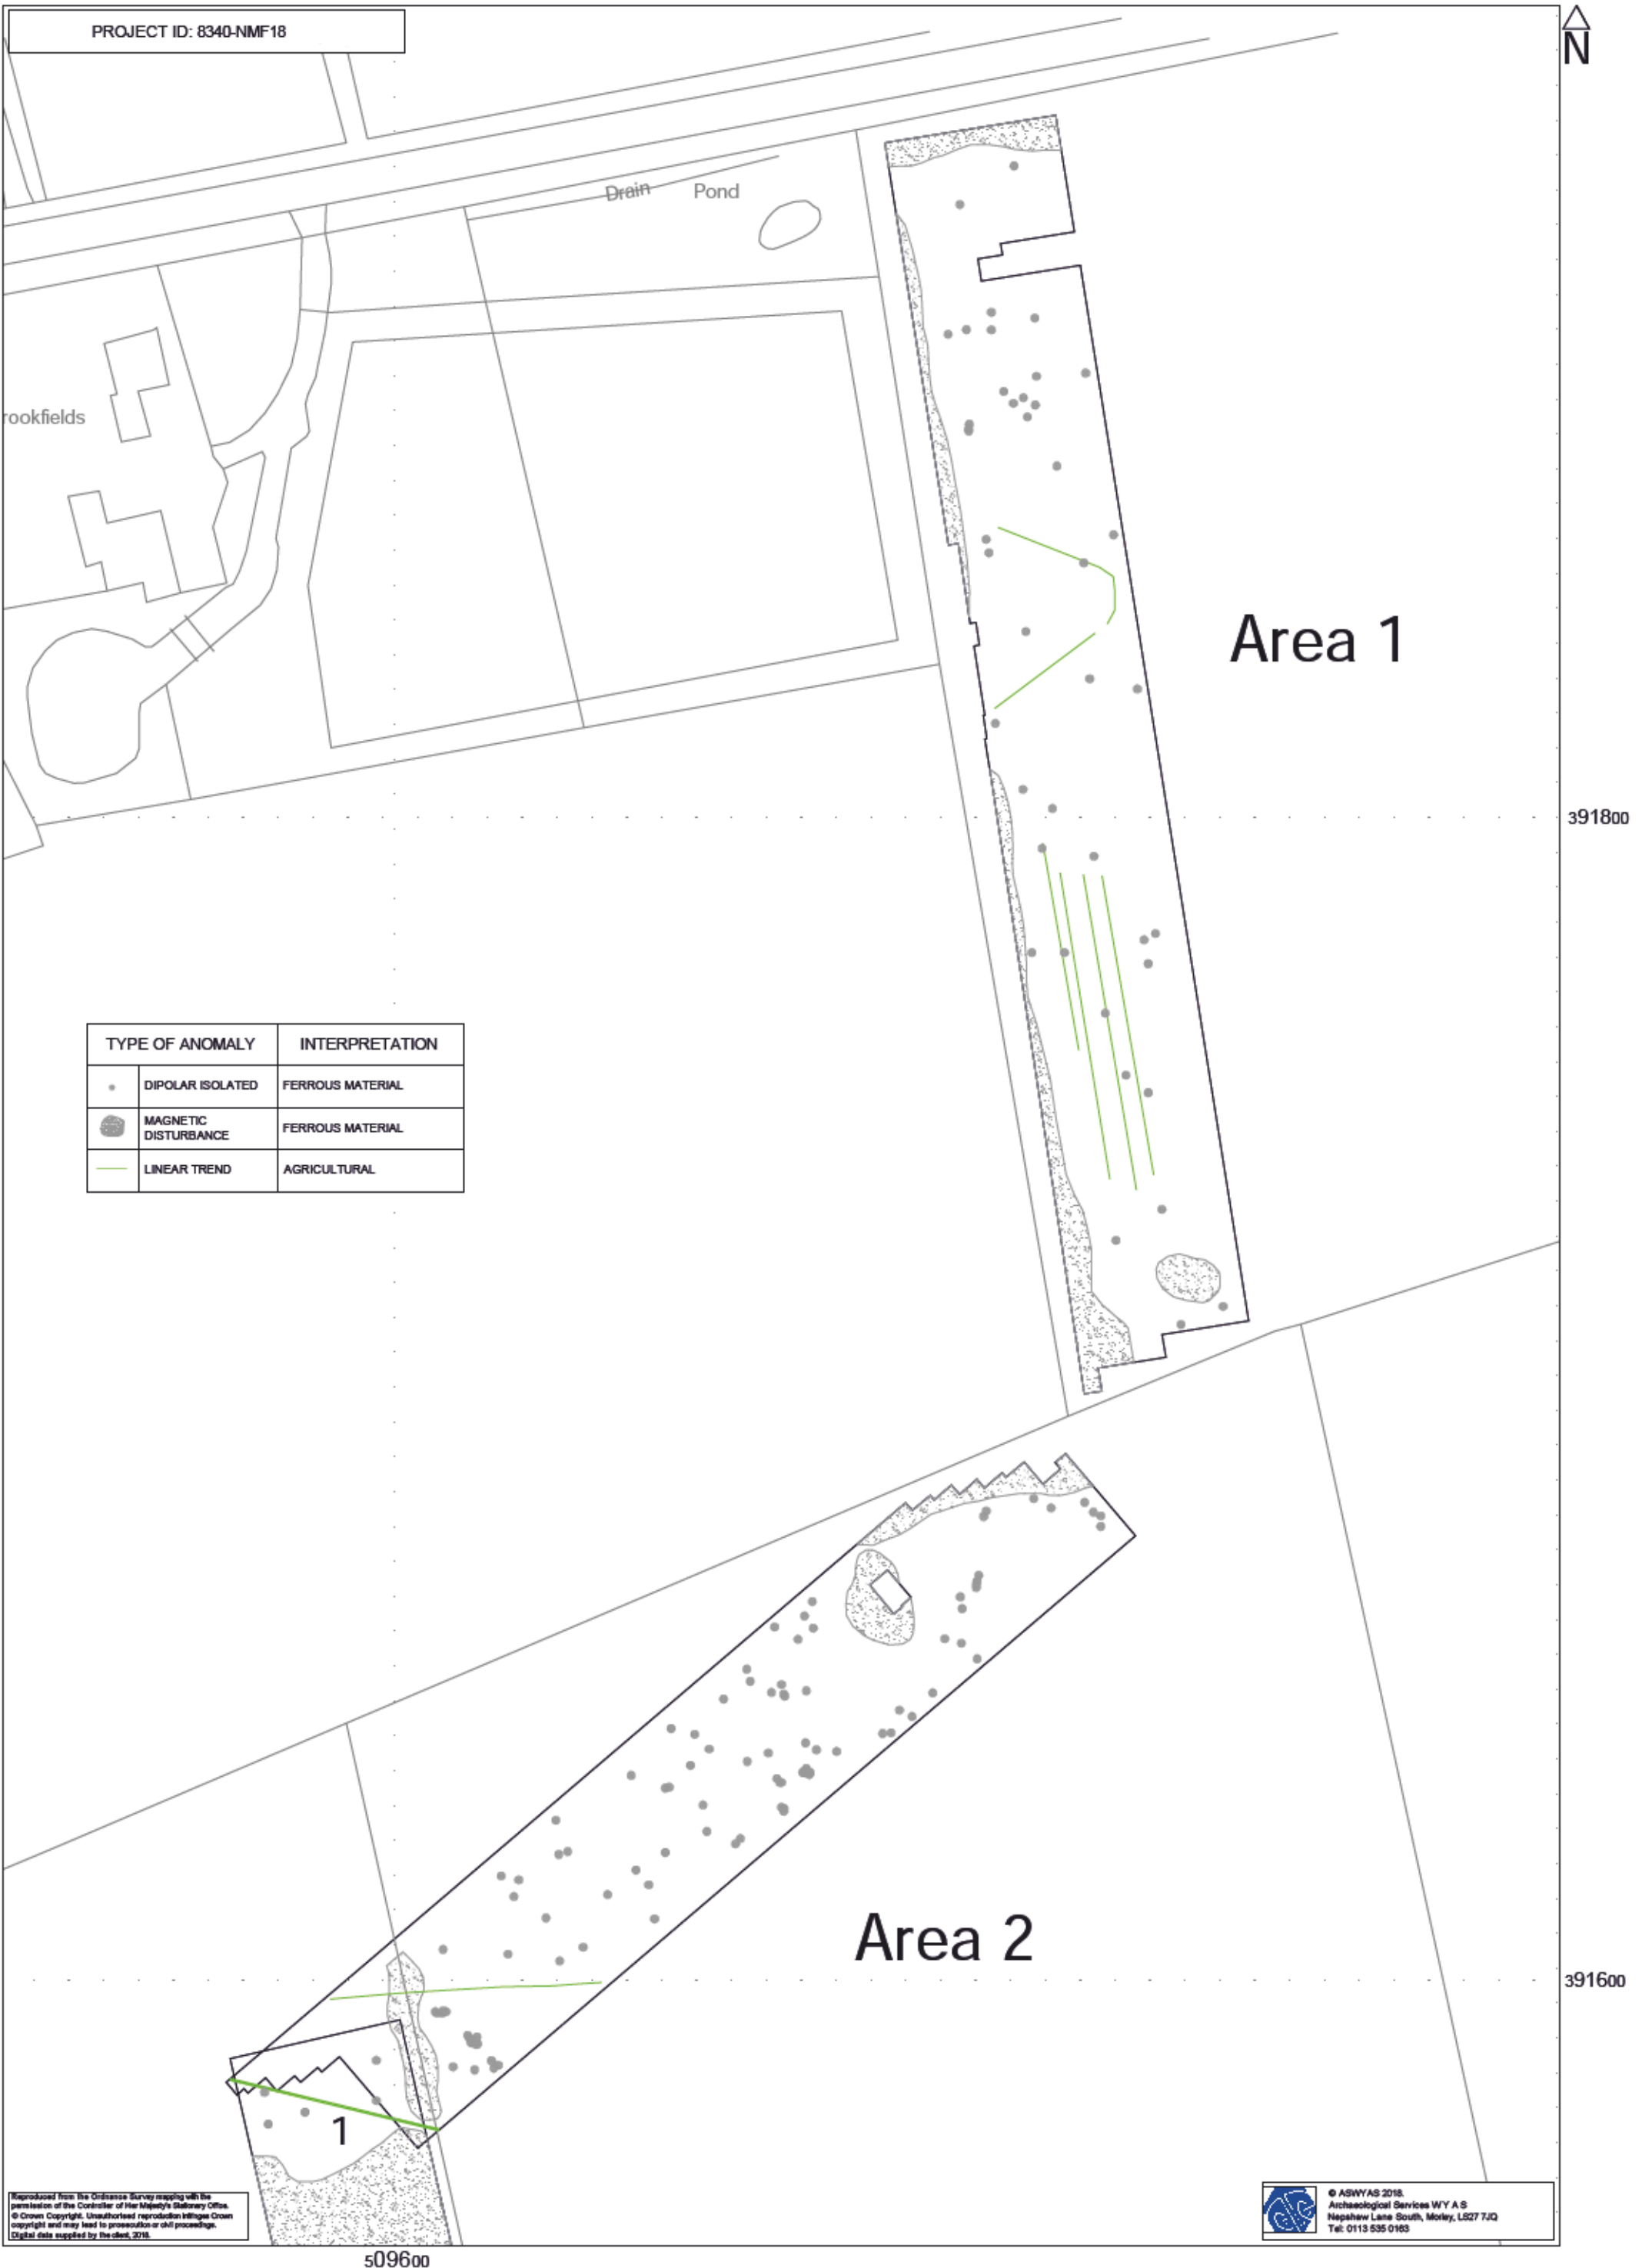 PROJECT ID: 8340-NMF18
N
Drain
Pond
rookfields
Area 1
391800
TYPE OF ANOMALY INTERPRETATION
DIPOLAR ISOLATED FERROUS MATERIAL
MAGNETIC
DISTURBANCE FERROUS MATERIAL
LINEAR TREND AGRICULTURAL
Area 2
391600
1
Reproduced from the Ordnance Survey mapping with the
permission of the Controller of Her Majesty's Stationery Office.
© Crown Copyright. Unauthorised reproduction infringes Crown
copyright and may lead to prosecution or civil proceedings.
Digital data supplied by the client, 2018.
© ASWYAS 2018.
Archaeological Services W Y A S
Nepshaw Lane South, Morley, LS27 7JQ
Tel: 0113 535 0163
509600